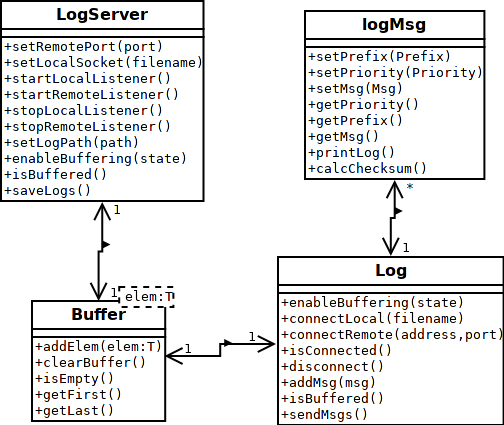 LogServer
+setRemotePort(port)
+setLocalSocket(filename)
+startLocalListener()
+startRemoteListener()
+stopLocalListener()
+stopRemoteListener()
+setLogPath(path)
+enableBuffering(state)
+isBuffered()
+saveLogs()
logMsg
+setPrefix(Prefix)
+setPriority(Priority)
+setMsg(Msg)
+getPriority()
+getPrefix()
+getMsg()
+printLog()
+calcChecksum()
1
1
*
1
elem:T
Buffer
+addElem(elem:T)
+clearBuffer()
+isEmpty()
+getFirst()
+getLast()
1
1
Log
+enableBuffering(state)
+connectLocal(filename)
+connectRemote(address,port)
+isConnected()
+disconnect()
+addMsg(msg)
+isBuffered()
+sendMsgs()